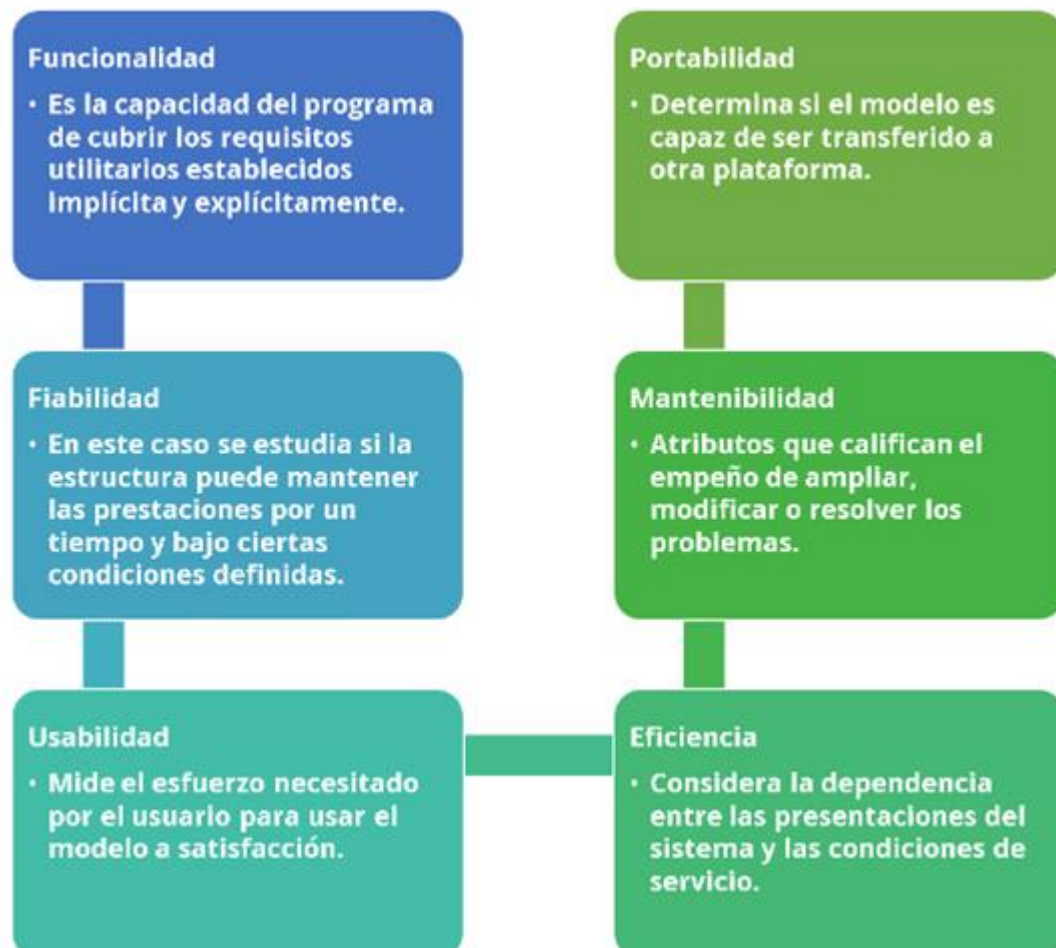 Funcionalidad
• Es la capacidad del programa
de cubrir los requisitos
utilitarios establecidos
implícita y explícitamente.
Fiabilidad
• En este caso se estudia si la
estructura puede mantener
las prestaciones por un
tiempo y bajo ciertas
condiciones definidas.
Usabilidad
• Mide el esfuerzo necesitado
por el usuario para usar el
modelo a satisfacción.
Eficiencia
• Considera la dependencia
entre las presentaciones del
sistema y las condiciones de
servicio.
Mantenibilidad
• Atributos que califican el
empeño de ampliar,
modificar o resolver los
problemas.
Portabilidad
• Determina si el modelo es
capaz de ser transferido a
otra plataforma.